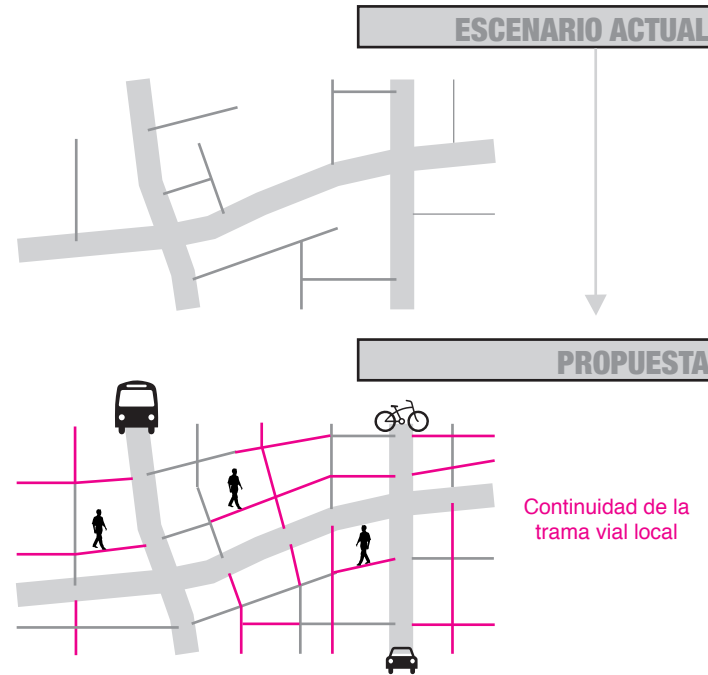 ESCENARIO ACTUAL
PROPUESTA
Continuidad de la
trama vial local